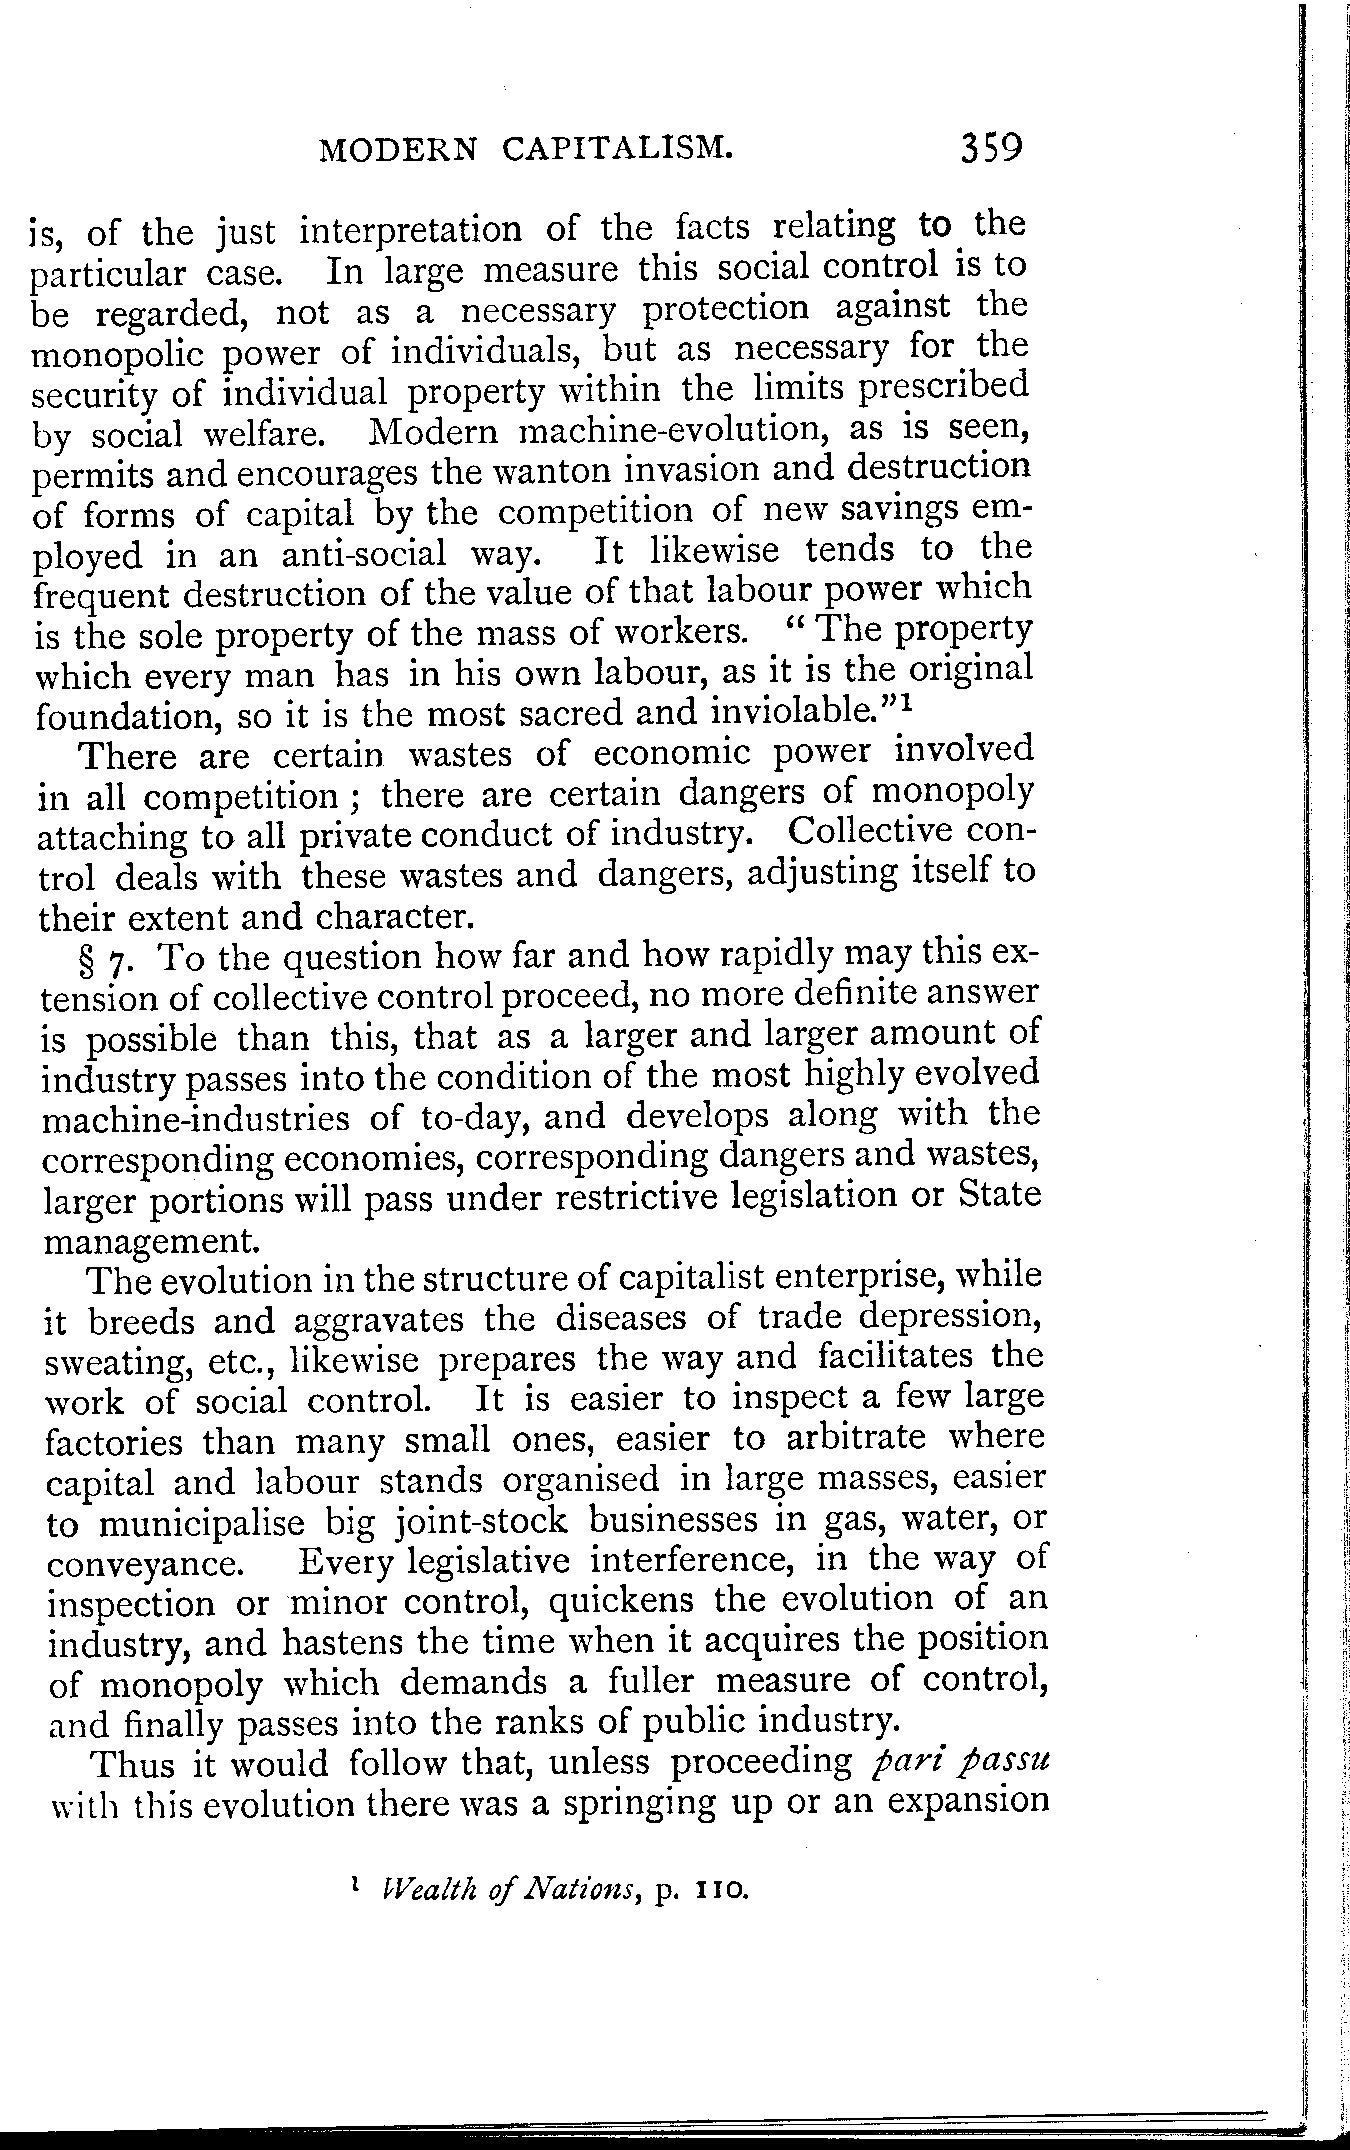 MODERN CAPITALISM. 359
is, of the just interpretation of the facts relating to the
particular case. In large measure this social control is to
be regarded, not as a necessary protection against the
monopolic power of individuals, but as necessary for the
security of individual property within the limits prescribed
by social welfare. Modern machine-evolution, as is seen,
permits and encourages the wanton invasion and destruction
of forms of capital by the competition of new savings em-
ployed in an anti-social way. It likewise tends to the
frequent destruction of the value of that labour power which
is the sole property of the mass of workers. “ The property
which every man has in his own labour, as it is the original
foundation, so it is the most sacred and inviolable.”¹
There are certain wastes of economic power involved
in all competition ; there are certain dangers of monopoly
attaching to all private conduct of industry. Collective con-
trol deals with these wastes and dangers, adjusting itself to
their extent and character.
§ 7. To the question how far and how rapidly may this ex-
tension of collective control proceed, no more definite answer
is possible than this, that as a larger and larger amount of
industry passes into the condition of the most highly evolved
machine-industries of to-day, and develops along with the
corresponding economies, corresponding dangers and wastes,
larger portions will pass under restrictive legislation or State
management.
The evolution in the structure of capitalist enterprise, while
it breeds and aggravates the diseases of trade depression,
sweating, etc., likewise prepares the way and facilitates the
work of social control. It is easier to inspect a few large
factories than many small ones, easier to arbitrate where
capital and labour stands organised in large masses, easier
to municipalise big joint-stock businesses in gas, water, or
conveyance. Every legislative interference, in the way of
inspection or minor control, quickens the evolution of an
industry, and hastens the time when it acquires the position
of monopoly which demands a fuller measure of control,
and finally passes into the ranks of public industry.
Thus it would follow that, unless proceeding pari passu
with this evolution there was a springing up or an expansion
¹ Wealth of Nations, p. 110.